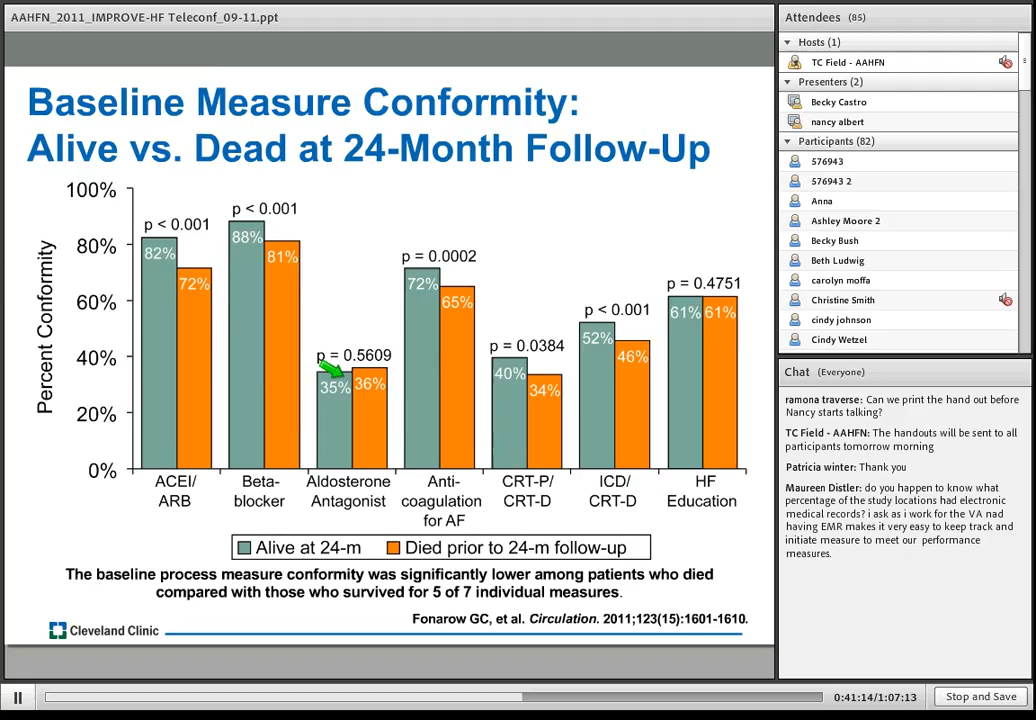 AAHFN_2011_IMPROVE-HF Teleconf_09-11.ppt
Baseline Measure Conformity:
Alive vs. Dead at 24-Month Follow-Up
Percent Conformity
100%
80%
60%
40%
20%
0%
p < 0.001
82%
72%
p < 0.001
88%
81%
p = 0.5609
35%
36%
p = 0.0002
72%
65%
p = 0.0384
40%
34%
p < 0.001
52%
46%
p = 0.4751
61%
61%
ACEI/
ARB
Beta-
blocker
Aldosterone
Antagonist
Anti-
coagulation
for AF
CRT-P/
CRT-D
ICD/
CRT-D
HF
Education
Alive at 24-m
Died prior to 24-m follow-up
The baseline process measure conformity was significantly lower among patients who died
compared with those who survived for 5 of 7 individual measures.
Fonarow GC, et al. Circulation. 2011;123(15):1601-1610.
Cleveland Clinic
Attendees (85)
Hosts (1)
TC Field - AAHFN
Presenters (2)
Becky Castro
nancy albert
Participants (82)
576943
576943 2
Anna
Ashley Moore 2
Becky Bush
Beth Ludwig
carolyn moffa
Christine Smith
cindy johnson
Cindy Wetzel
Chat (Everyone)
ramona traverse: Can we print the hand out before
Nancy starts talking?
TC Field - AAHFN: The handouts will be sent to all
participants tomorrow morning
Patricia winter: Thank you
Maureen Distler: do you happen to know what
percentage of the study locations had electronic
medical records? i ask as i work for the VA nad
having EMR makes it very easy to keep track and
initiate measure to meet our performance
measures.
0:41:14/1:07:13
Stop and Save